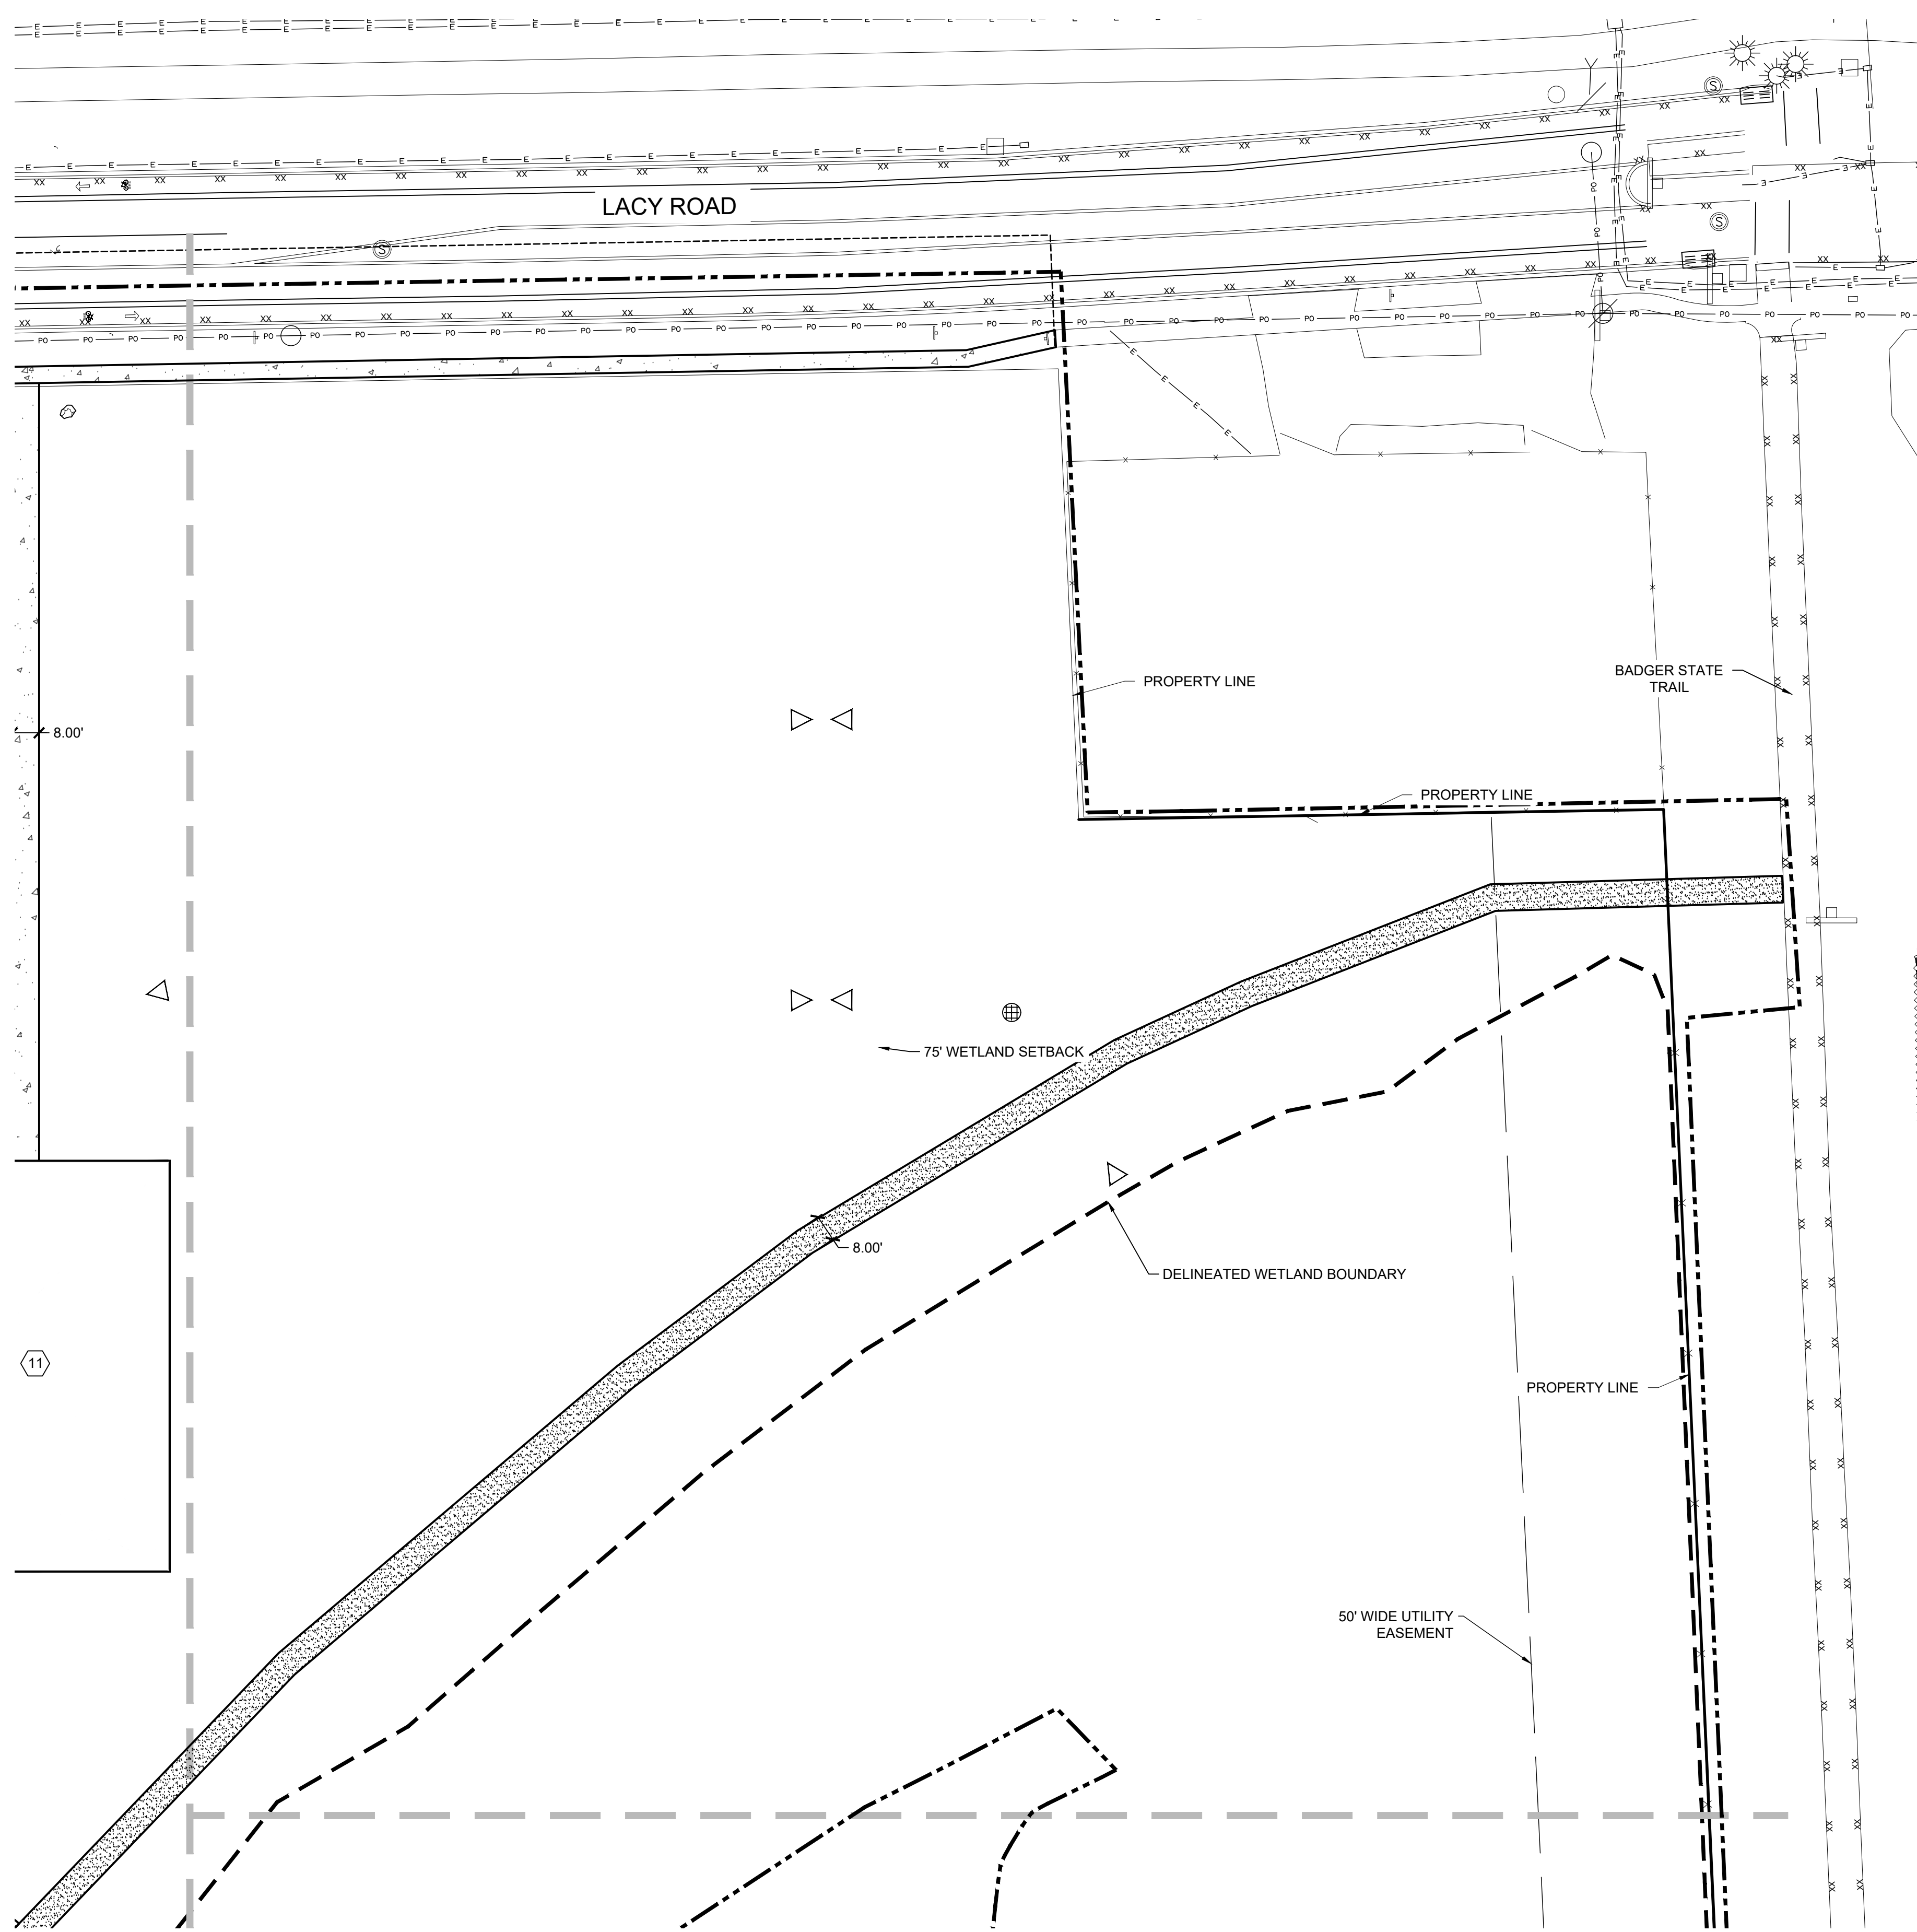 LACY ROAD
BADGER STATE
TRAIL
PROPERTY LINE
8.00'
PROPERTY LINE
75' WETLAND SETBACK
8.00'
DELINEATED WETLAND BOUNDARY
11
PROPERTY LINE
50' WIDE UTILITY
EASEMENT